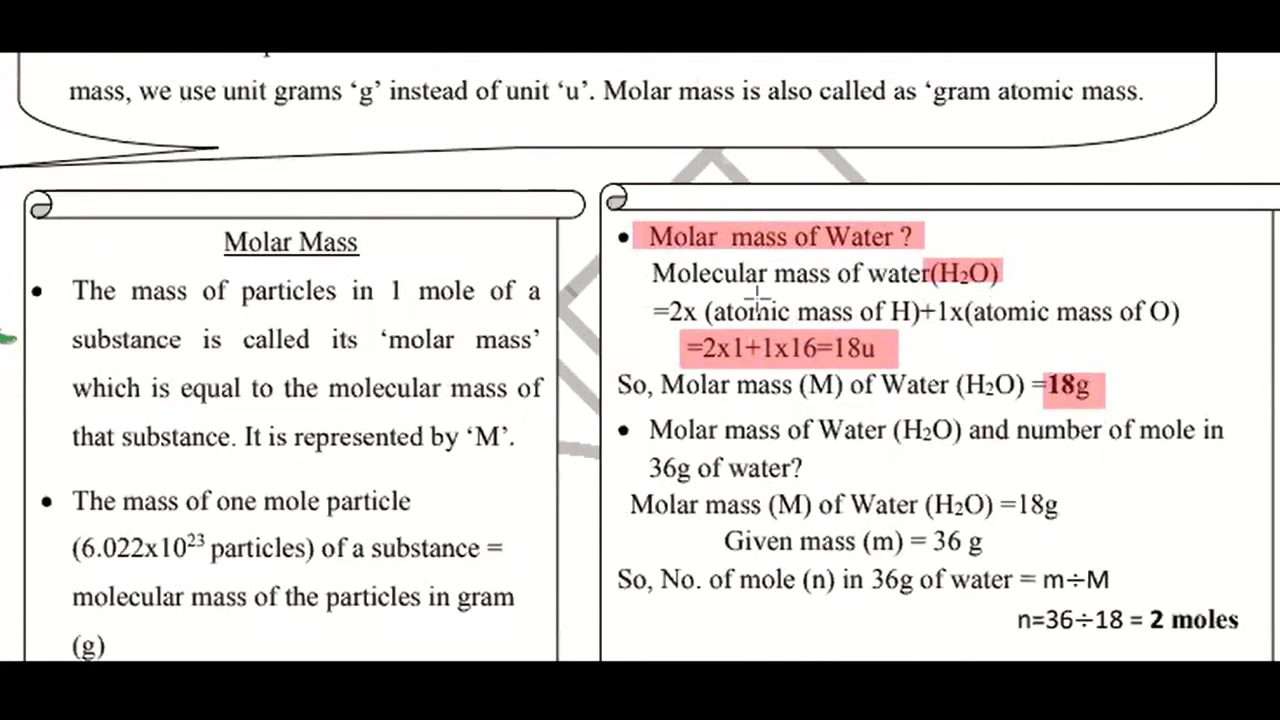 mass, we use unit grams ‘g’ instead of unit ‘u’. Molar mass is also called as ‘gram atomic mass.
Molar Mass
• The mass of particles in 1 mole of a
substance is called its ‘molar mass’
which is equal to the molecular mass of
that substance. It is represented by ‘M’.
• The mass of one mole particle
(6.022x10²³ particles) of a substance =
molecular mass of the particles in gram
(g)
• Molar mass of Water ?
Molecular mass of water(H₂O)
=2x (atomic mass of H)+1x(atomic mass of O)
=2x1+1x16=18u
So, Molar mass (M) of Water (H₂O) =18g
• Molar mass of Water (H₂O) and number of mole in
36g of water?
Molar mass (M) of Water (H₂O) =18g
Given mass (m) = 36 g
So, No. of mole (n) in 36g of water = m÷M
n=36÷18 = 2 moles